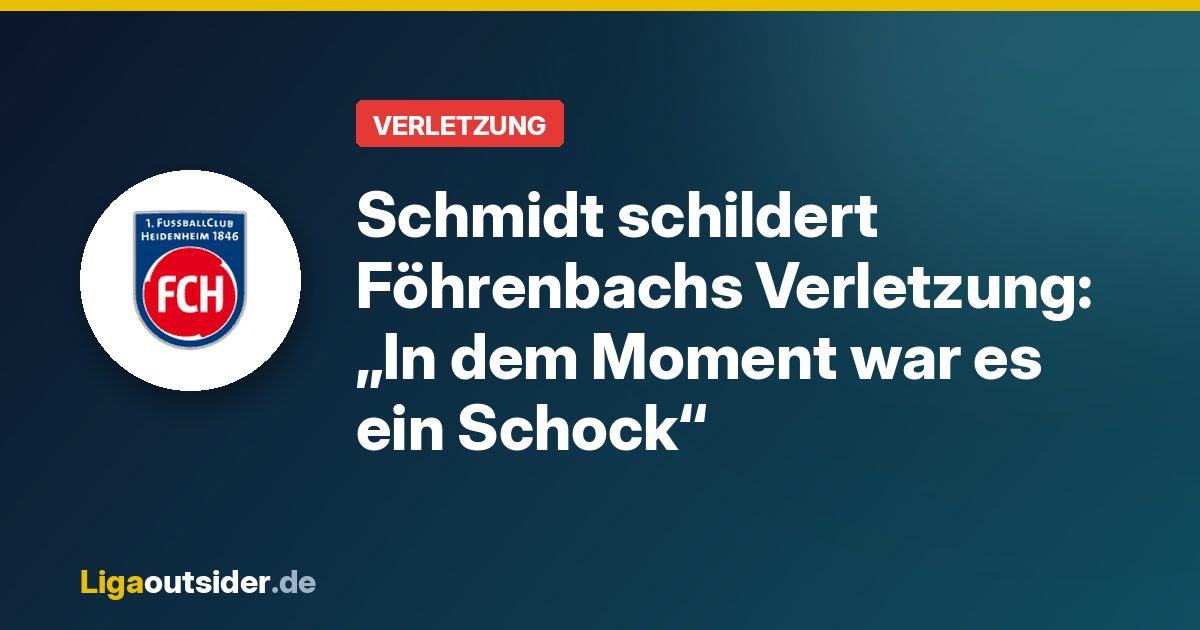 VERLETZUNG
1. FUSSBALLCLUB
HEIDENHEIM 1846
FCH
Schmidt schildert
Föhrenbachs Verletzung:
„In dem Moment war es
ein Schock“
Ligaoutsider.de